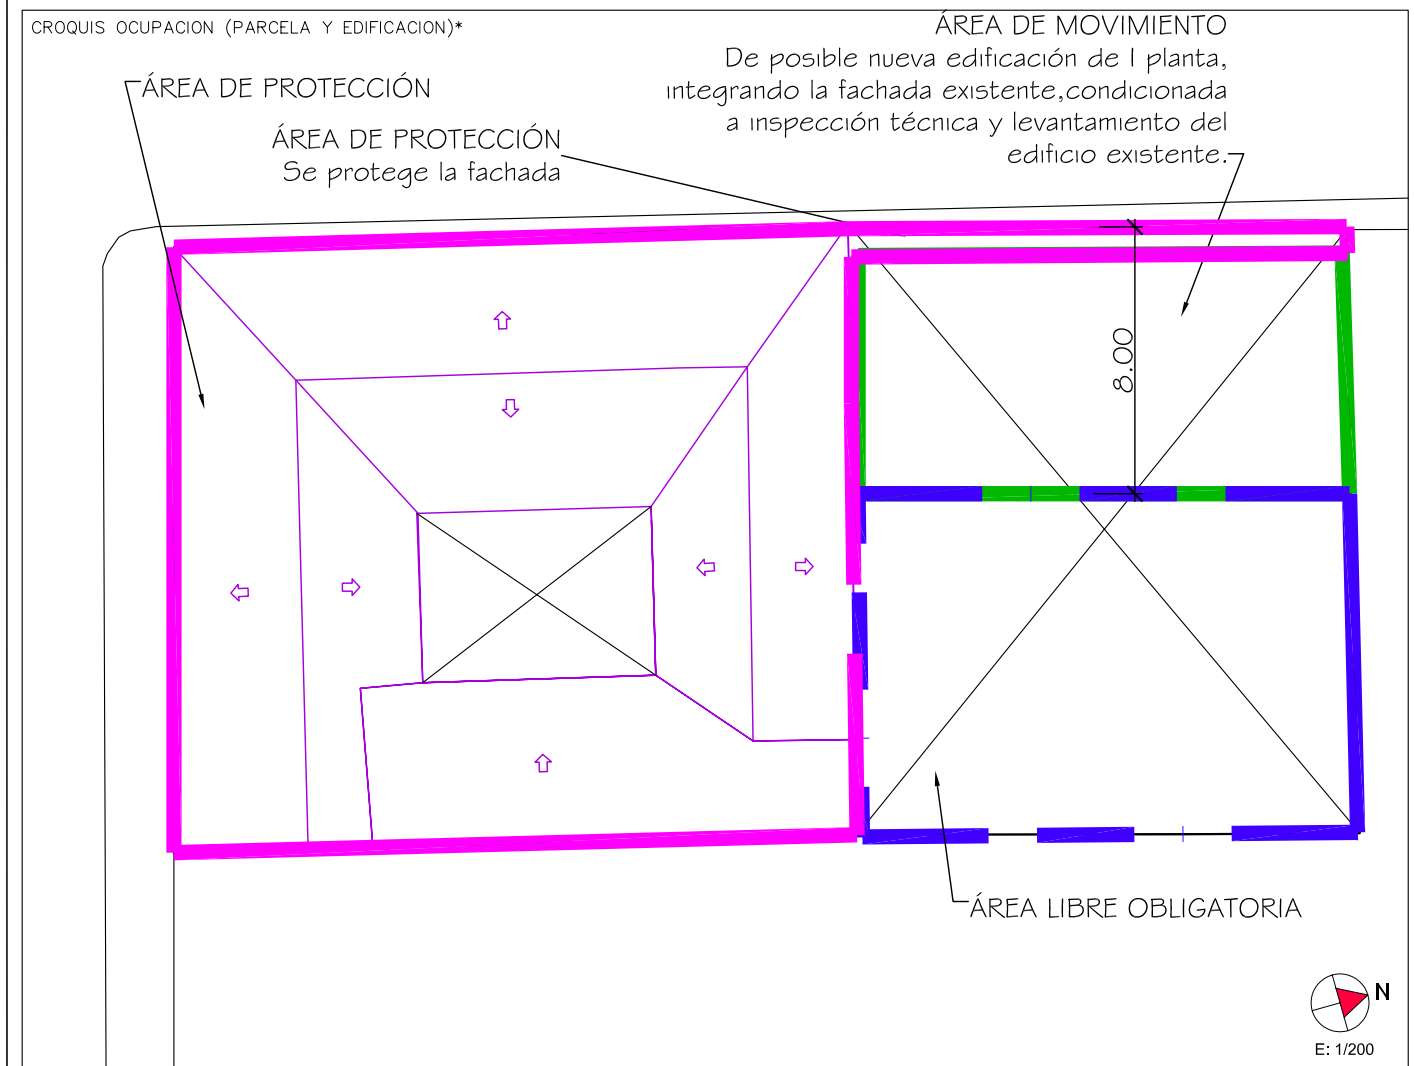 CROQUIS OCUPACION (PARCELA Y EDIFICACION)*
ÁREA DE MOVIMIENTO
De posible nueva edificación de I planta,
integrando la fachada existente,condicionada
a inspección técnica y levantamiento del
edificio existente.
ÁREA DE PROTECCIÓN
ÁREA DE PROTECCIÓN
Se protege la fachada
8.00
ÁREA LIBRE OBLIGATORIA
N
E: 1/200